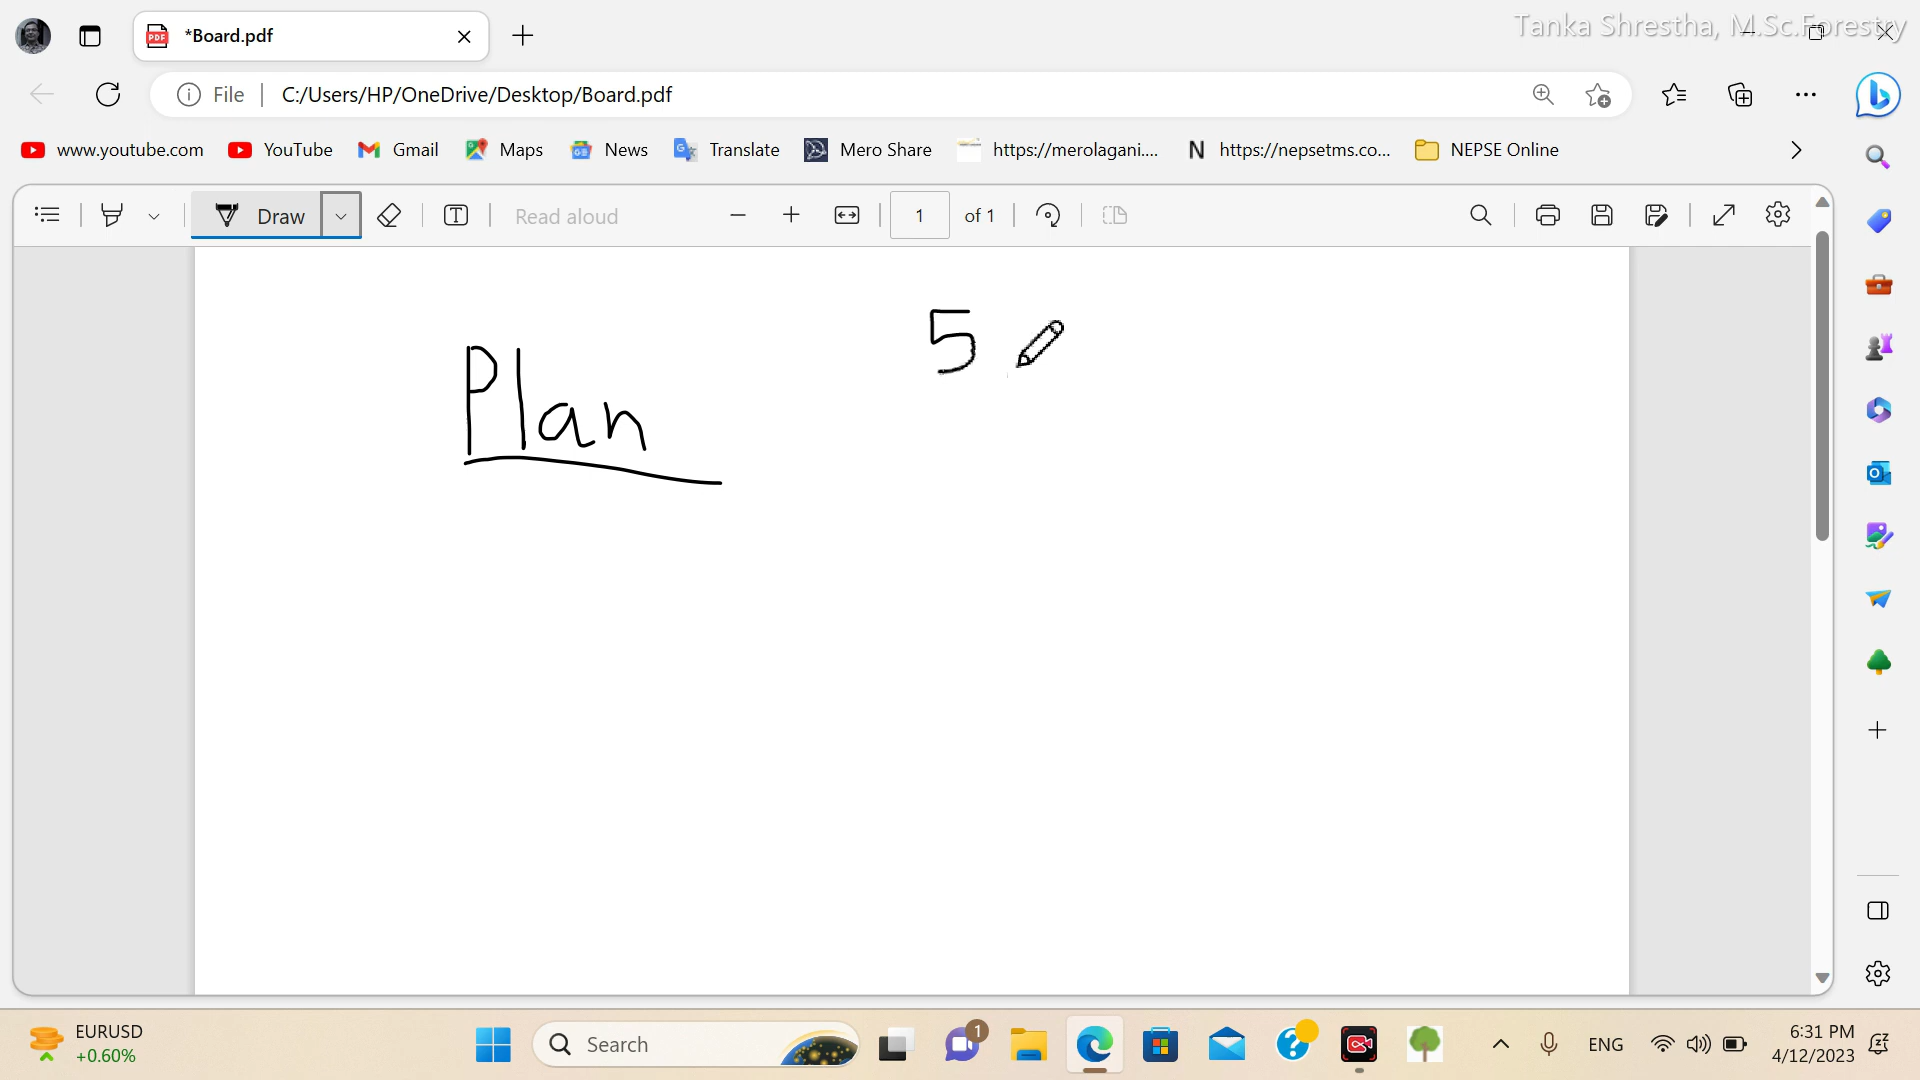 *Board.pdf
Tanka Shrestha, M.Sc.Forestry
File C:/Users/HP/OneDrive/Desktop/Board.pdf
www.youtube.com YouTube Gmail Maps News Translate Mero Share https://merolagani.... https://nepsetms.co... NEPSE Online
Draw Read aloud 1 of 1
5
Plan
EURUSD
+0.60%
Search
1
ENG
6:31 PM
4/12/2023